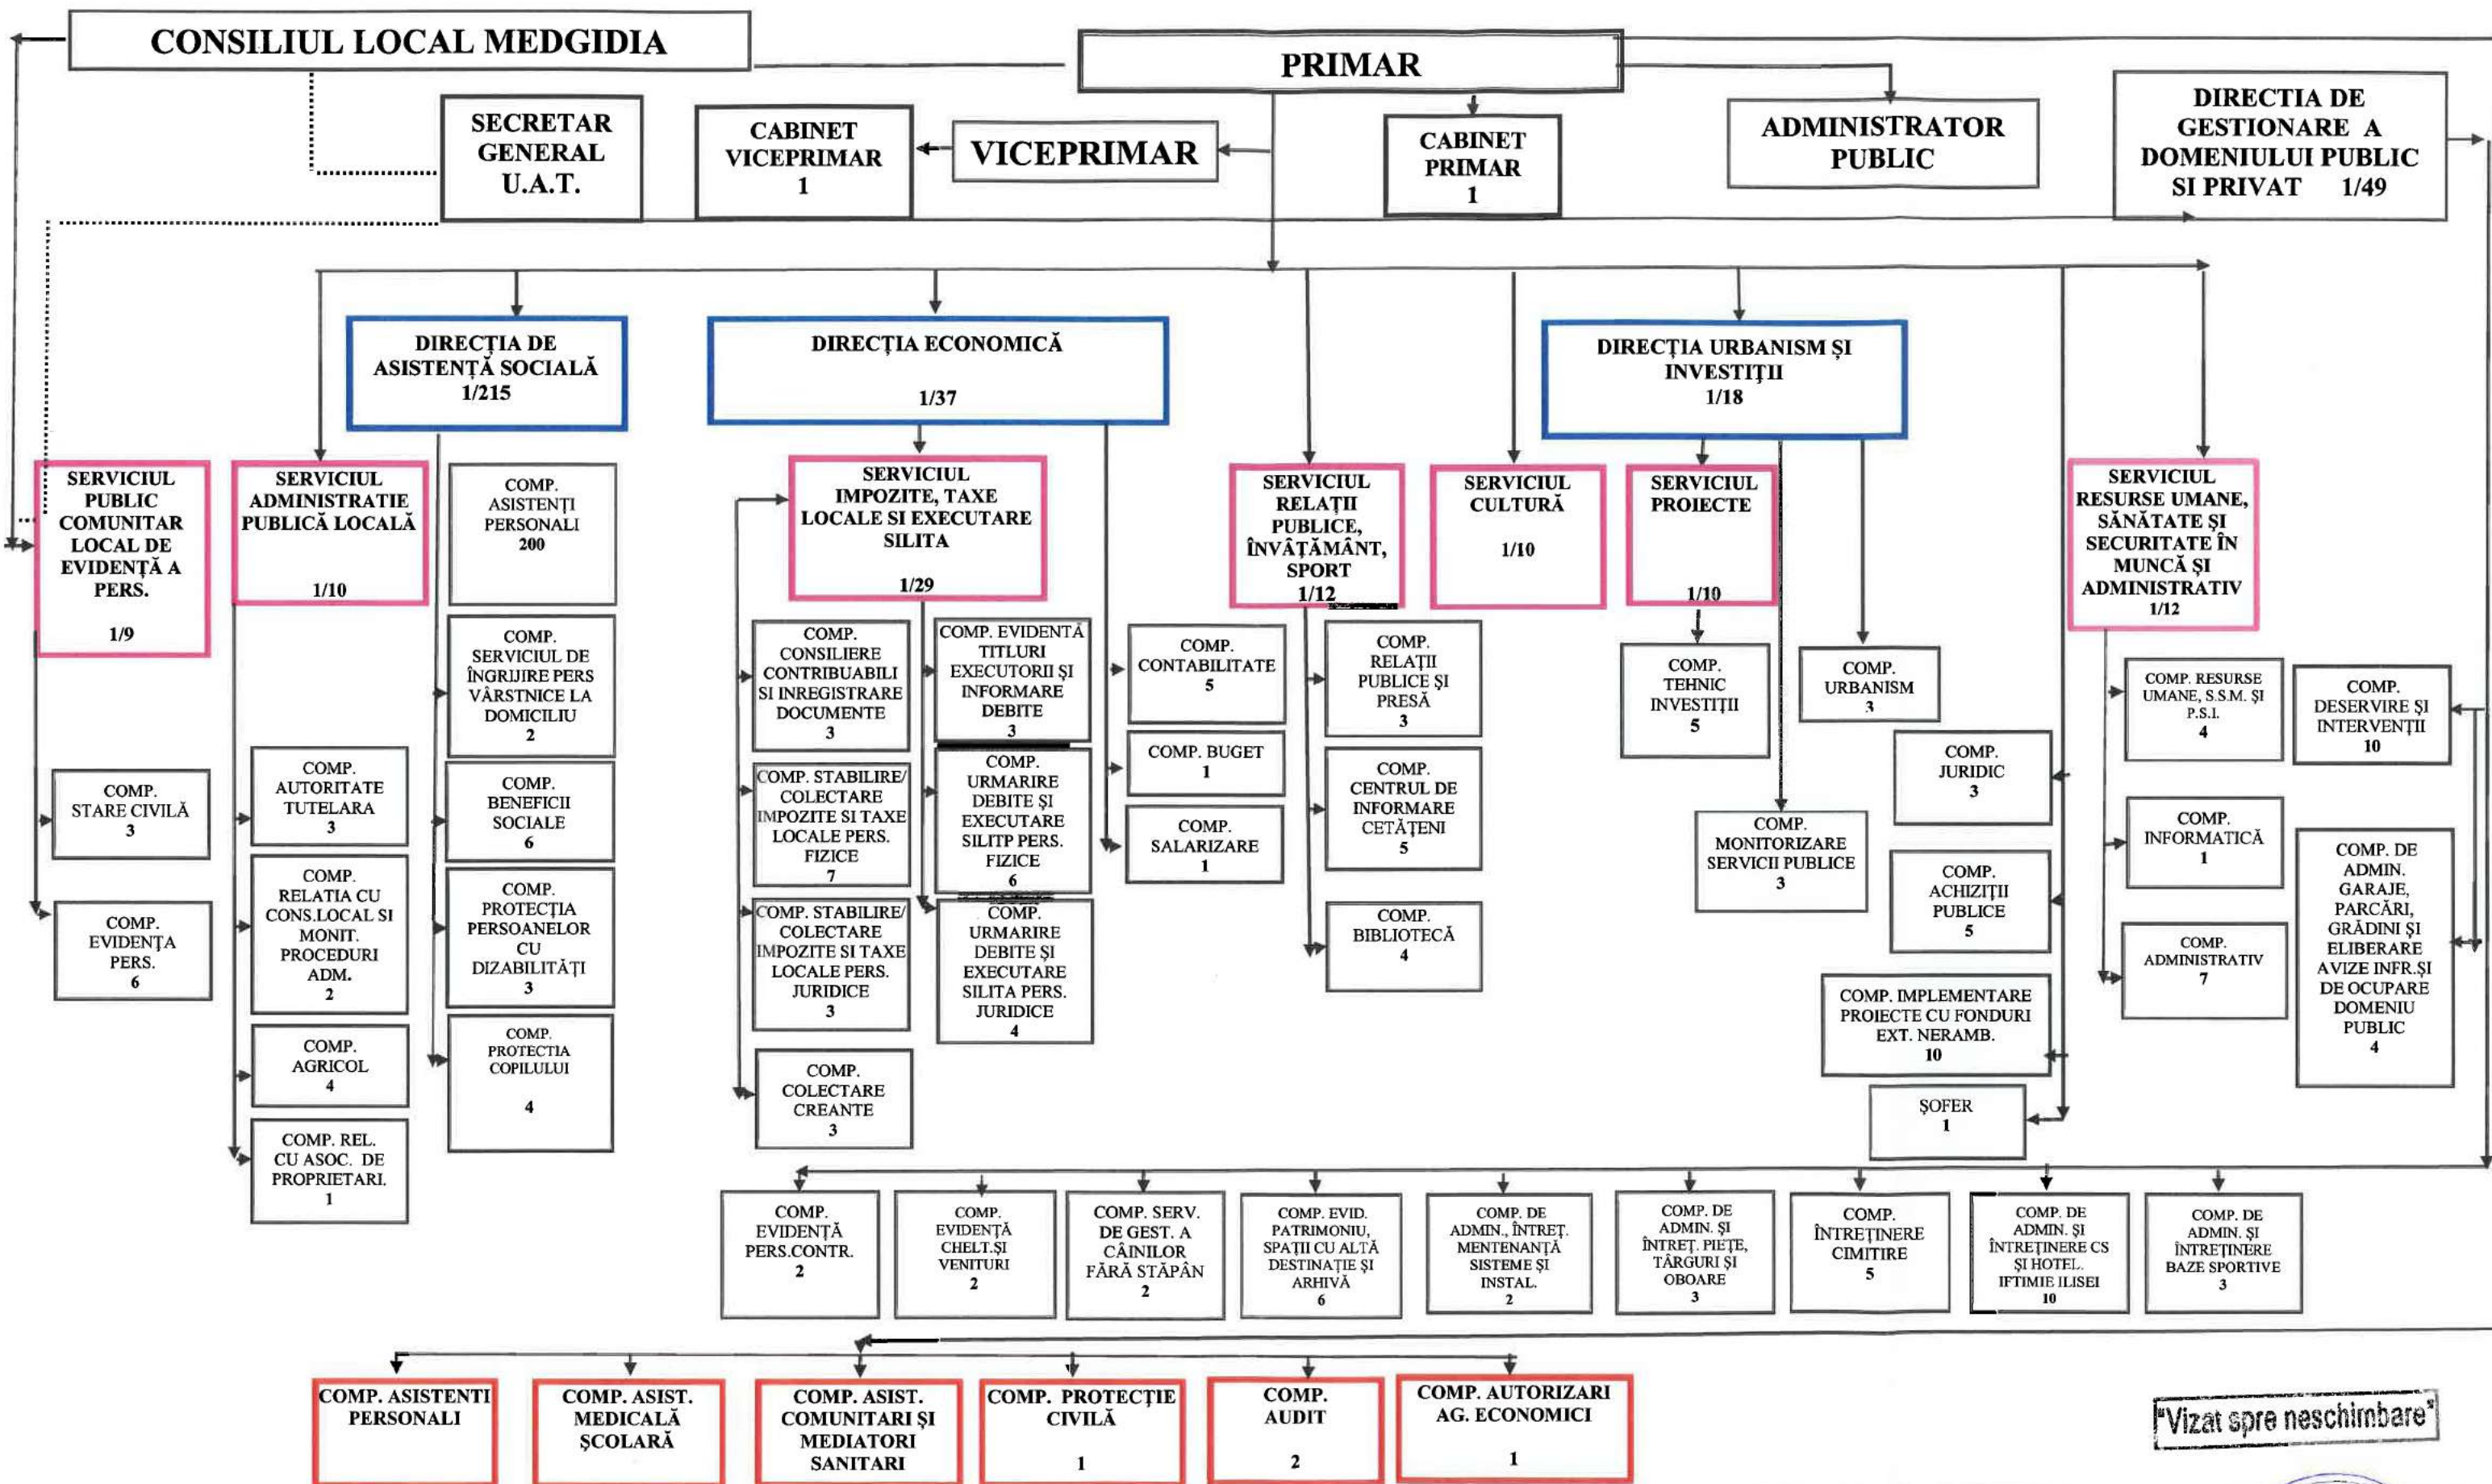 CONSILIUL LOCAL MEDGIDIA
PRIMAR
SECRETAR
GENERAL
U.A.T.
CABINET
VICEPRIMAR
1
VICEPRIMAR
CABINET
PRIMAR
1
ADMINISTRATOR
PUBLIC
DIRECTIA DE
GESTIONARE A
DOMENIULUI PUBLIC
SI PRIVAT 1/49
DIRECȚIA DE
ASISTENȚĂ SOCIALĂ
1/215
DIRECȚIA ECONOMICĂ
1/37
DIRECȚIA URBANISM ȘI
INVESTIŢII
1/18
SERVICIUL
PUBLIC
COMUNITAR
LOCAL DE
EVIDENȚĂ A
PERS.
1/9
SERVICIUL
ADMINISTRATIE
PUBLICĂ LOCALĂ
1/10
COMP.
ASISTENȚI
PERSONALI
200
SERVICIUL
IMPOZITE, TAXE
LOCALE SI EXECUTARE
SILITA
1/29
SERVICIUL
RELAȚII
PUBLICE,
ÎNVĂȚĂMÂNT,
SPORT
1/12
SERVICIUL
CULTURĂ
1/10
SERVICIUL
PROIECTE
1/10
SERVICIUL
RESURSE UMANE,
SĂNĂTATE ȘI
SECURITATE ÎN
MUNCĂ ȘI
ADMINISTRATIV
1/12
COMP.
STARE CIVILĂ
3
COMP.
EVIDENȚA
PERS.
6
COMP.
AUTORITATE
TUTELARA
3
COMP.
RELATIA CU
CONS.LOCAL SI
MONIT.
PROCEDURI
ADM.
2
COMP.
AGRICOL
4
COMP. REL.
CU ASOC. DE
PROPRIETARI.
1
COMP.
SERVICIUL DE
ÎNGRIJIRE PERS
VÂRSTNICE LA
DOMICILIU
2
COMP.
BENEFICII
SOCIALE
6
COMP.
PROTECȚIA
PERSOANELOR
CU
DIZABILITĂȚI
3
COMP.
PROTECTIA
COPILULUI
4
COMP.
CONSILIERE
CONTRIBUABILI
SI INREGISTRARE
DOCUMENTE
3
COMP. STABILIRE/
COLECTARE
IMPOZITE SI TAXE
LOCALE PERS.
FIZICE
7
COMP. STABILIRE/
COLECTARE
IMPOZITE SI TAXE
LOCALE PERS.
JURIDICE
3
COMP.
COLECTARE
CREANTE
3
COMP. EVIDENTĂ
TITLURI
EXECUTORII ȘI
INFORMARE
DEBITE
3
COMP.
URMARIRE
DEBITE ȘI
EXECUTARE
SILITP PERS.
FIZICE
6
COMP.
URMARIRE
DEBITE ȘI
EXECUTARE
SILITA PERS.
JURIDICE
4
COMP.
CONTABILITATE
5
COMP. BUGET
1
COMP.
SALARIZARE
1
COMP.
RELAȚII
PUBLICE ȘI
PRESĂ
3
COMP.
CENTRUL DE
INFORMARE
CETĂȚENI
5
COMP.
BIBLIOTECĂ
4
COMP.
TEHNIC
INVESTIȚII
5
COMP.
URBANISM
3
COMP.
MONITORIZARE
SERVICII PUBLICE
3
COMP.
JURIDIC
3
COMP.
ACHIZIȚII
PUBLICE
5
COMP. IMPLEMENTARE
PROIECTE CU FONDURI
EXT. NERAMB.
10
ȘOFER
1
COMP. RESURSE
UMANE, S.S.M. ȘI
P.S.I.
4
COMP.
INFORMATICĂ
1
COMP.
ADMINISTRATIV
7
COMP.
DESERVIRE ȘI
INTERVENȚII
10
COMP. DE
ADMIN.
GARAJE,
PARCĂRI,
GRĂDINI ȘI
ELIBERARE
AVIZE INFR.ȘI
DE OCUPARE
DOMENIU
PUBLIC
4
COMP.
EVIDENȚĂ
PERS.CONTR.
2
COMP.
EVIDENȚĂ
CHELT.ȘI
VENITURI
2
COMP. SERV.
DE GEST. A
CÂINILOR
FĂRĂ STĂPÂN
2
COMP. EVID.
PATRIMONIU,
SPAȚII CU ALTĂ
DESTINAȚIE ȘI
ARHIVĂ
6
COMP. DE
ADMIN., ÎNTREȚ.
MENTENANȚĂ
SISTEME ȘI
INSTAL.
2
COMP. DE
ADMIN. ȘI
ÎNTREȚ. PIEȚE,
TÂRGURI ȘI
OBOARE
3
COMP.
ÎNTREȚINERE
CIMITIRE
5
COMP. DE
ADMIN. ȘI
ÎNTREȚINERE CS
ȘI HOTEL.
IFTIMIE ILISEI
10
COMP. DE
ADMIN. ȘI
ÎNTREȚINERE
BAZE SPORTIVE
3
COMP. ASISTENTI
PERSONALI
COMP. ASIST.
MEDICALĂ
ȘCOLARĂ
COMP. ASIST.
COMUNITARI ȘI
MEDIATORI
SANITARI
COMP. PROTECȚIE
CIVILĂ
1
COMP.
AUDIT
2
COMP. AUTORIZARI
AG. ECONOMICI
1
"Vizat spre neschimbare"